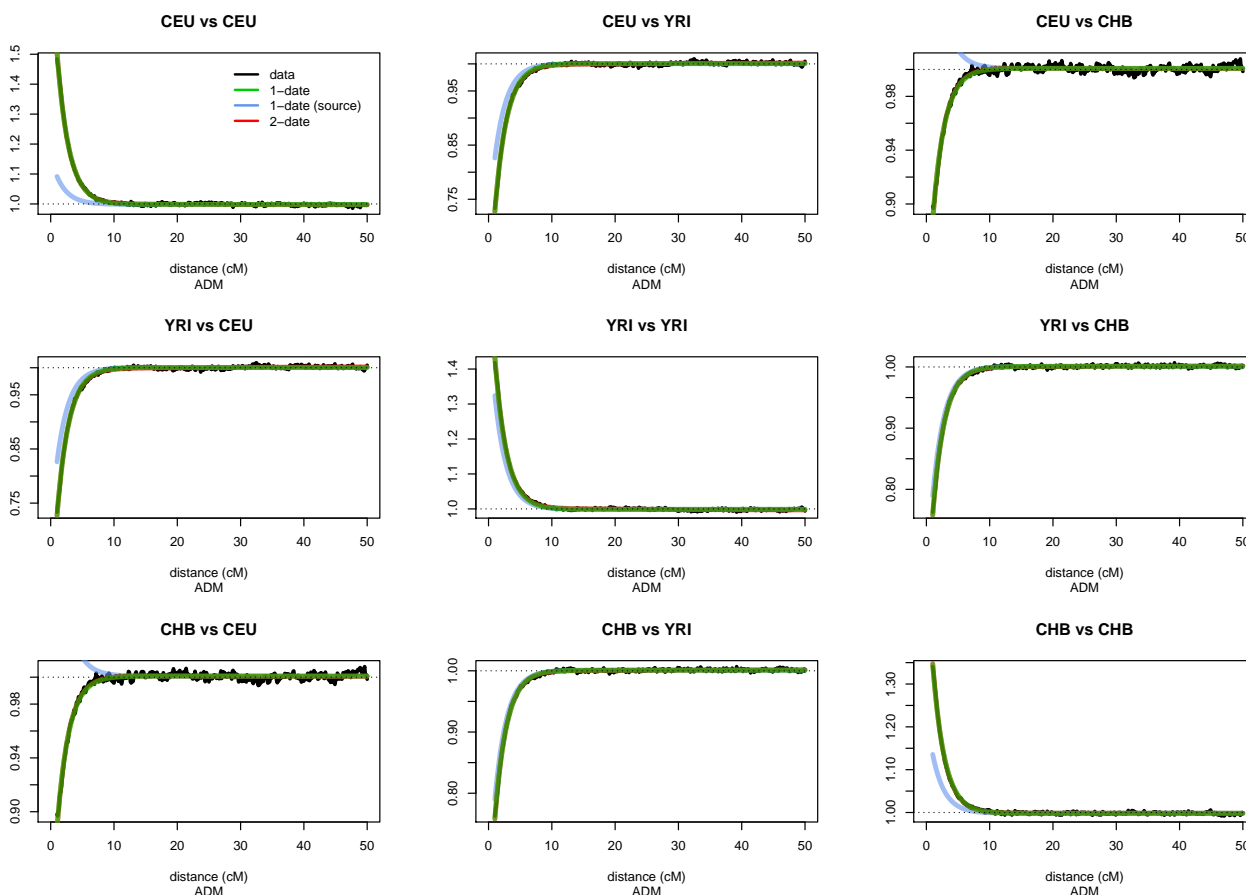 CEU vs CEU
1.5
1.4
1.3
1.2
1.1
1.0
data
1−date
1−date (source)
2−date
0 10 20 30 40 50
distance (cM)
ADM
CEU vs YRI
0.95
0.85
0.75
0 10 20 30 40 50
distance (cM)
ADM
CEU vs CHB
0.98
0.94
0.90
0 10 20 30 40 50
distance (cM)
ADM
YRI vs CEU
0.95
0.85
0.75
0 10 20 30 40 50
distance (cM)
ADM
YRI vs YRI
1.4
1.3
1.2
1.1
1.0
0 10 20 30 40 50
distance (cM)
ADM
YRI vs CHB
1.00
0.90
0.80
0 10 20 30 40 50
distance (cM)
ADM
CHB vs CEU
0.98
0.94
0.90
0 10 20 30 40 50
distance (cM)
ADM
CHB vs YRI
1.00
0.90
0.80
0 10 20 30 40 50
distance (cM)
ADM
CHB vs CHB
1.30
1.20
1.10
1.00
0 10 20 30 40 50
distance (cM)
ADM